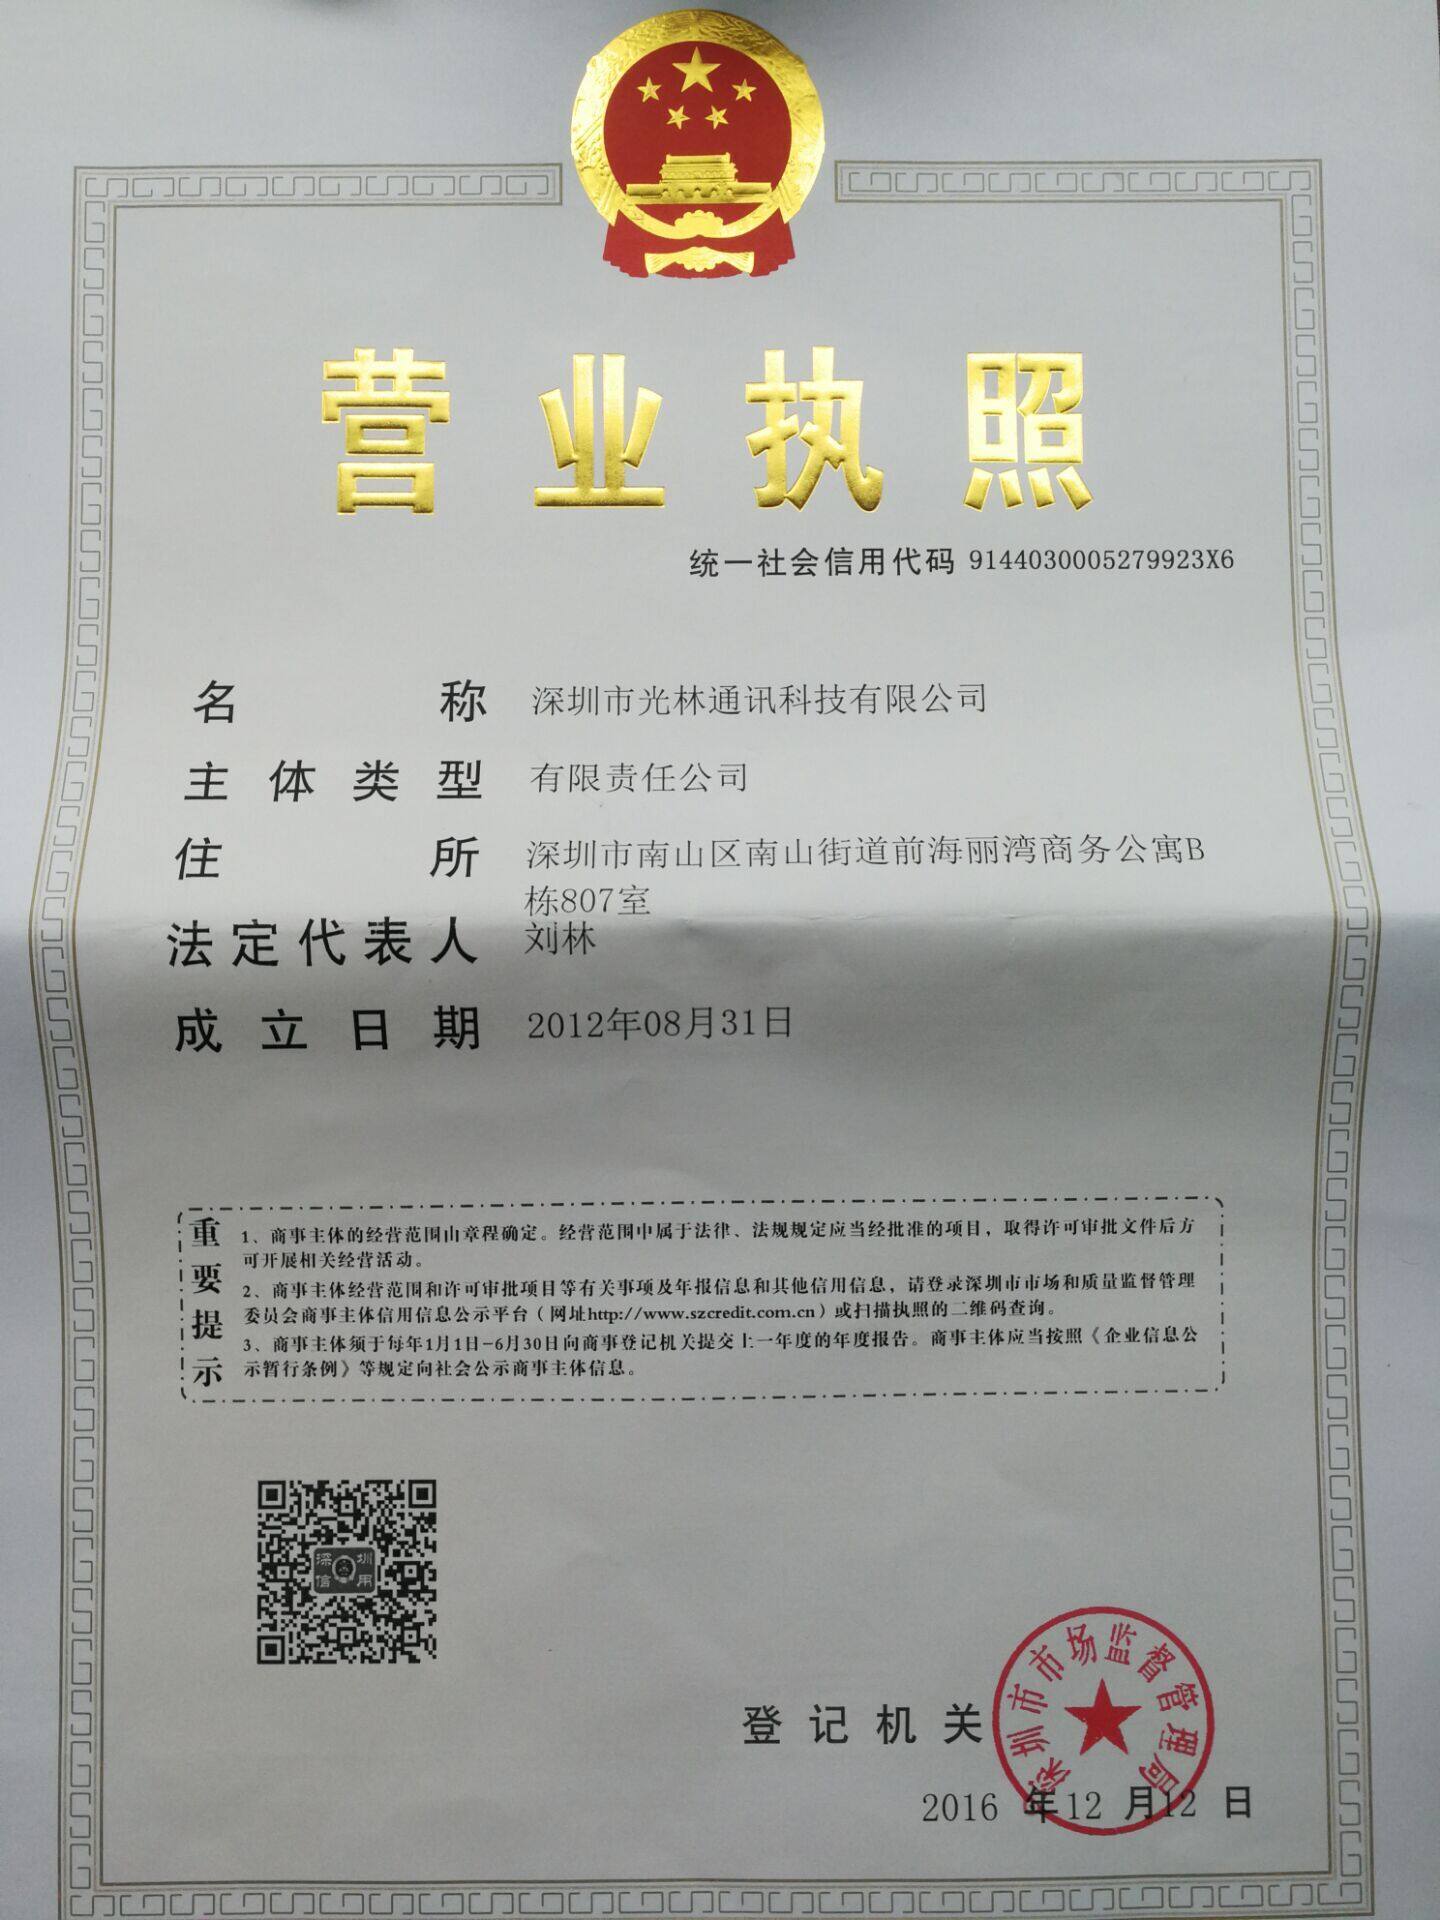 营业执照
统一社会信用代码 9144030005279923X6
名称 深圳市光林通讯科技有限公司
主体类型 有限责任公司
住所 深圳市南山区南山街道前海丽湾商务公寓B
栋807室
法定代表人 刘林
成立日期 2012年08月31日
重要提示
1、商事主体的经营范围由章程确定。经营范围中属于法律、法规规定应当经批准的项目，取得许可审批文件后方
可开展相关经营活动。
2、商事主体经营范围和许可审批项目等有关事项及年报信息和其他信用信息，请登录深圳市市场和质量监督管理
委员会商事主体信用信息公示平台（网址http://www.szcredit.com.cn）或扫描执照的二维码查询。
3、商事主体须于每年1月1日-6月30日向商事登记机关提交上一年度的年度报告。商事主体应当按照《企业信息公
示暂行条例》等规定向社会公示商事主体信息。
深圳
信用
登记机关
深圳市市场监督管理局
2016 年12 月12 日